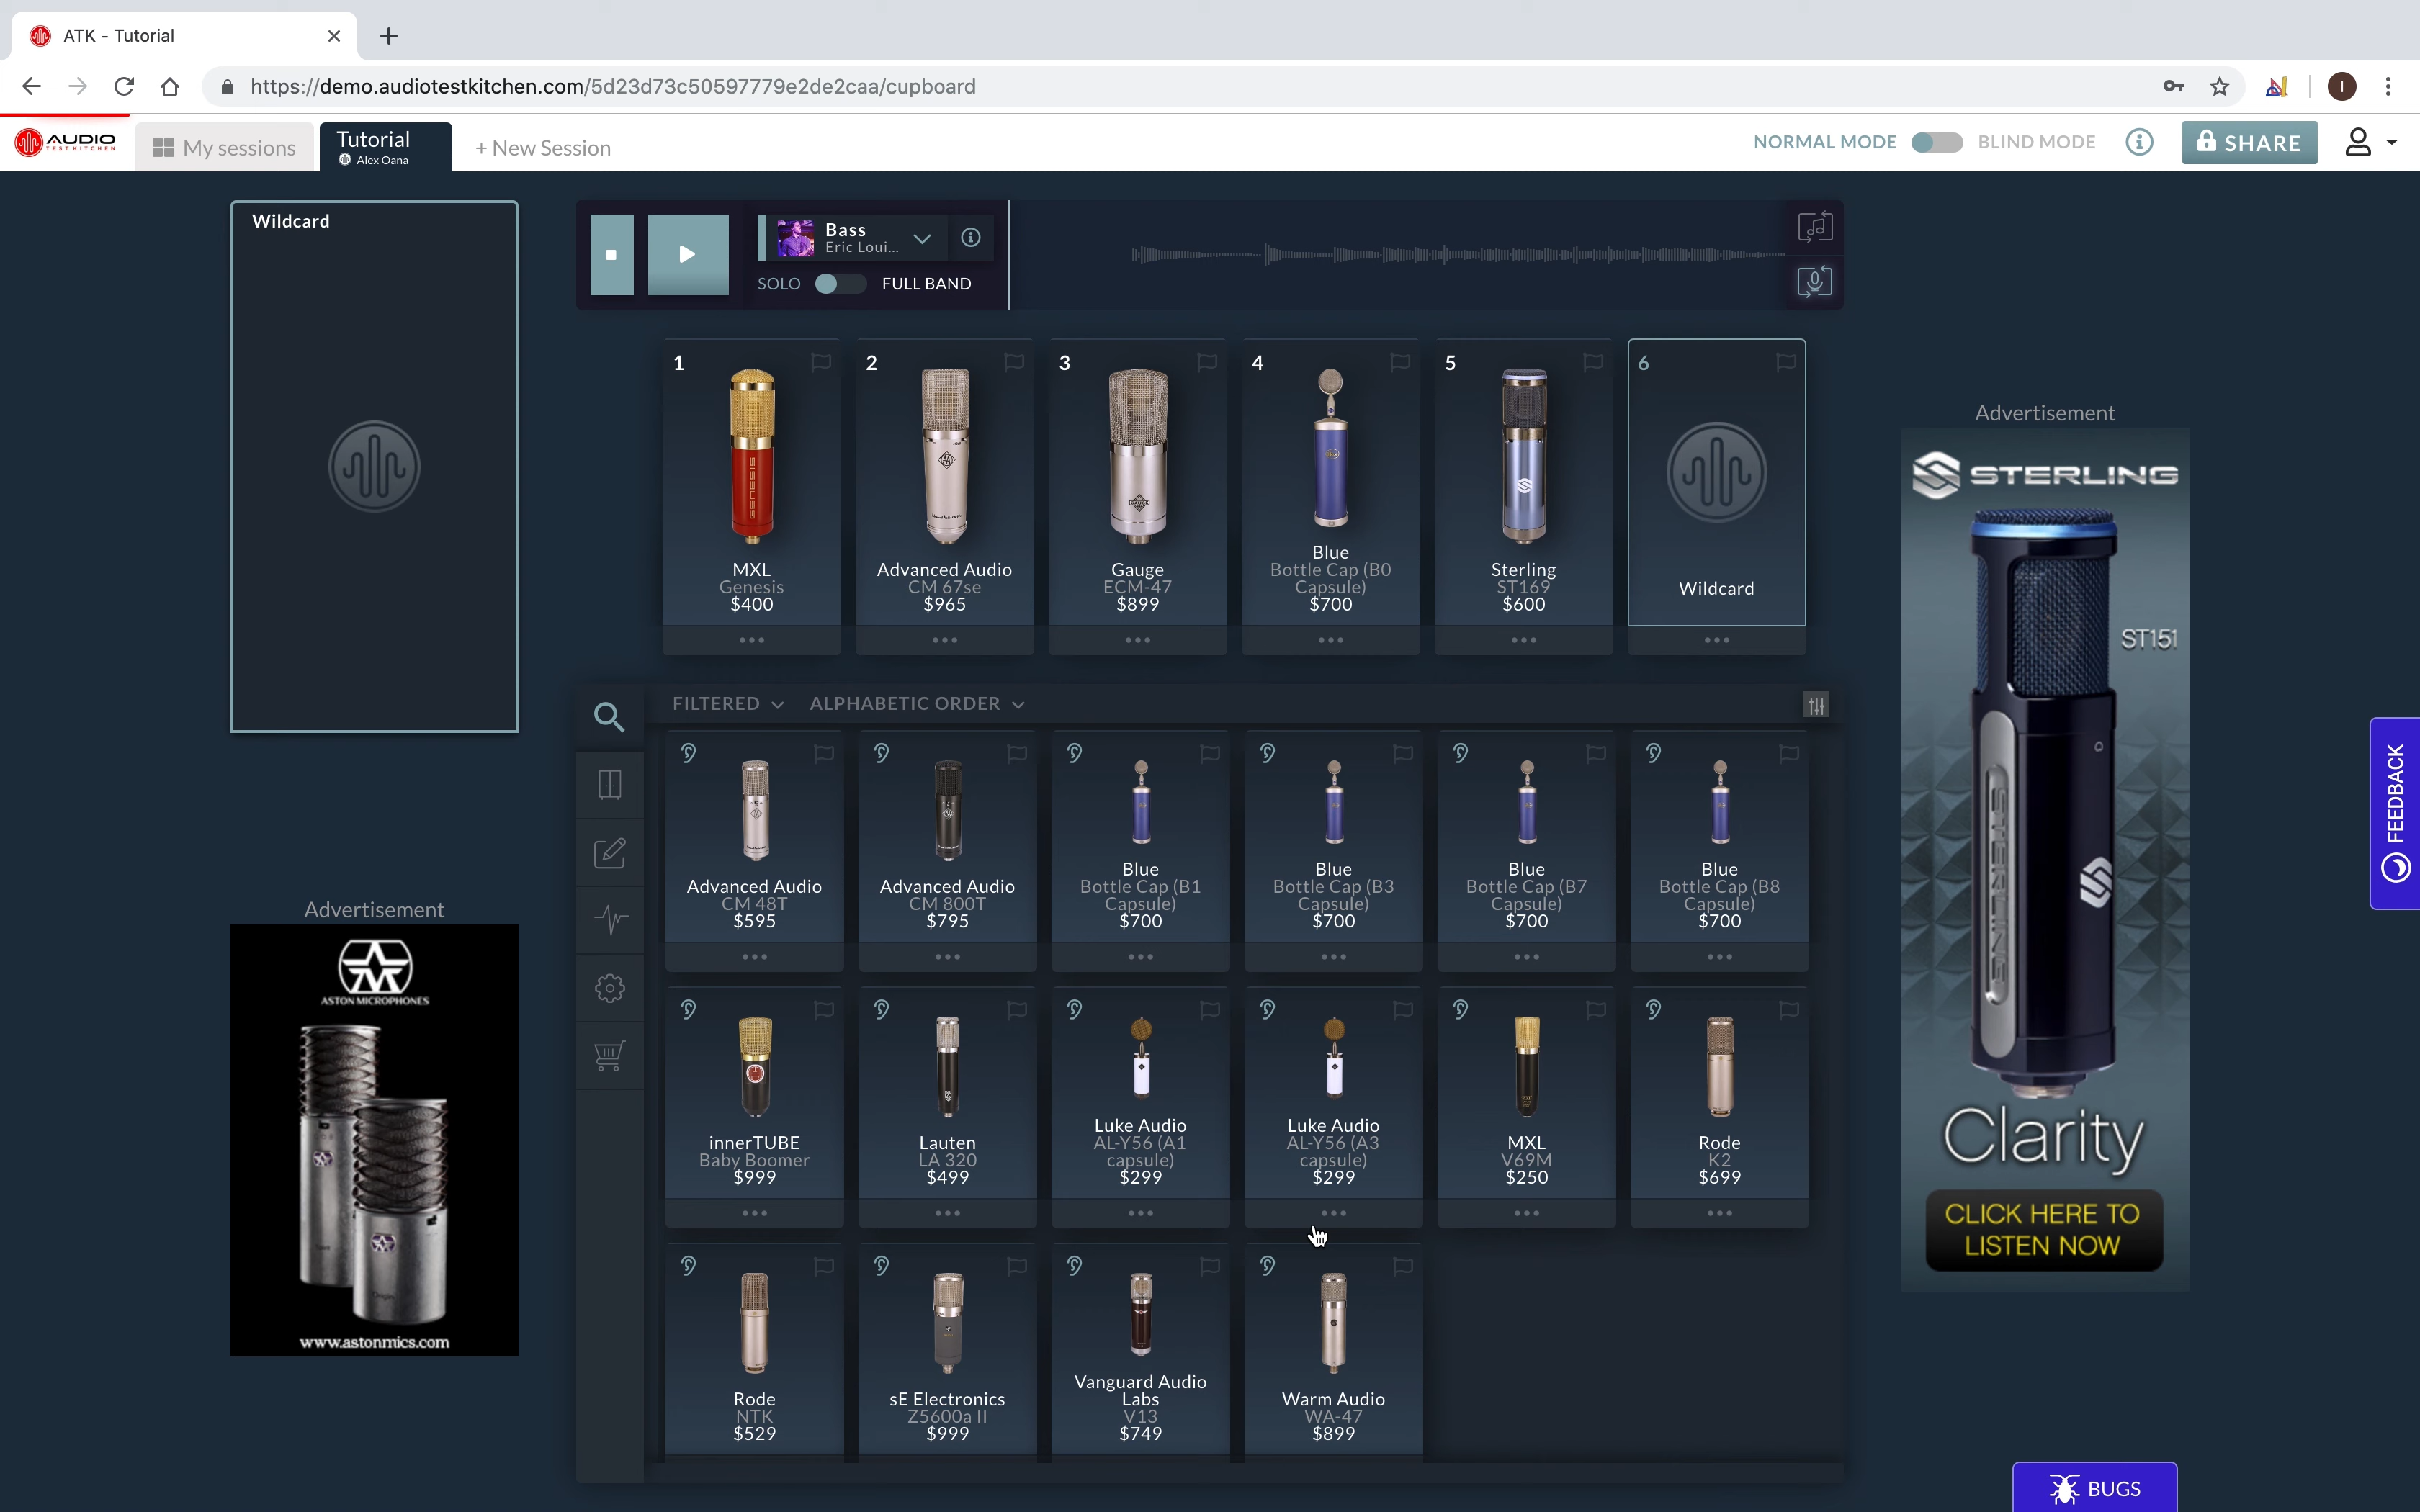 ATK - Tutorial
https://demo.audiotestkitchen.com/5d23d73c50597779e2de2caa/cupboard
AUDIO
TEST KITCHEN
My sessions
Tutorial
Alex Oana
+ New Session
NORMAL MODE
BLIND MODE
SHARE
Wildcard
Bass
Eric Loui...
SOLO
FULL BAND
1
MXL
Genesis
$400
2
Advanced Audio
CM 67se
$965
3
Gauge
ECM-47
$899
4
Blue
Bottle Cap (B0
Capsule)
$700
5
Sterling
ST169
$600
6
Wildcard
FILTERED
ALPHABETIC ORDER
Advanced Audio
CM 48T
$595
Advanced Audio
CM 800T
$795
Blue
Bottle Cap (B1
Capsule)
$700
Blue
Bottle Cap (B3
Capsule)
$700
Blue
Bottle Cap (B7
Capsule)
$700
Blue
Bottle Cap (B8
Capsule)
$700
innerTUBE
Baby Boomer
$999
Lauten
LA 320
$499
Luke Audio
AL-Y56 (A1
capsule)
$299
Luke Audio
AL-Y56 (A3
capsule)
$299
MXL
V69M
$250
Rode
K2
$699
Rode
NTK
$529
sE Electronics
Z5600a II
$999
Vanguard Audio
Labs
V13
$749
Warm Audio
WA-47
$899
Advertisement
ASTON MICROPHONES
www.astonmics.com
Advertisement
STERLING
ST151
STERLING
Clarity
CLICK HERE TO
LISTEN NOW
FEEDBACK
BUGS